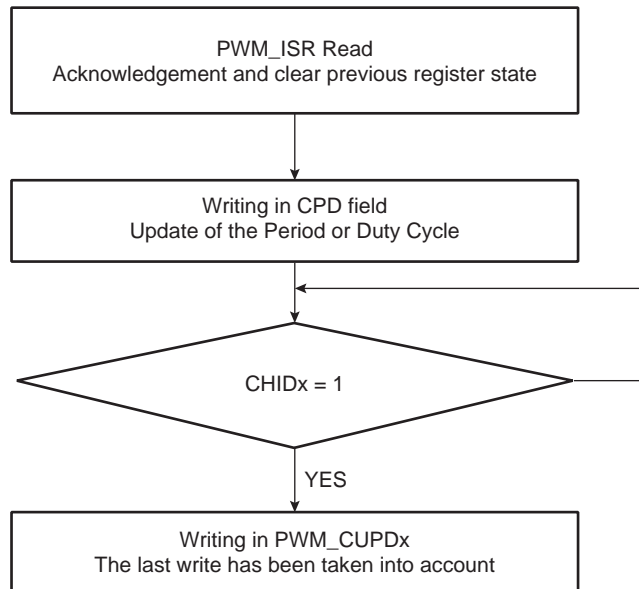 PWM_ISR Read
Acknowledgement and clear previous register state
Writing in CPD field
Update of the Period or Duty Cycle
CHIDx = 1
YES
Writing in PWM_CUPDx
The last write has been taken into account